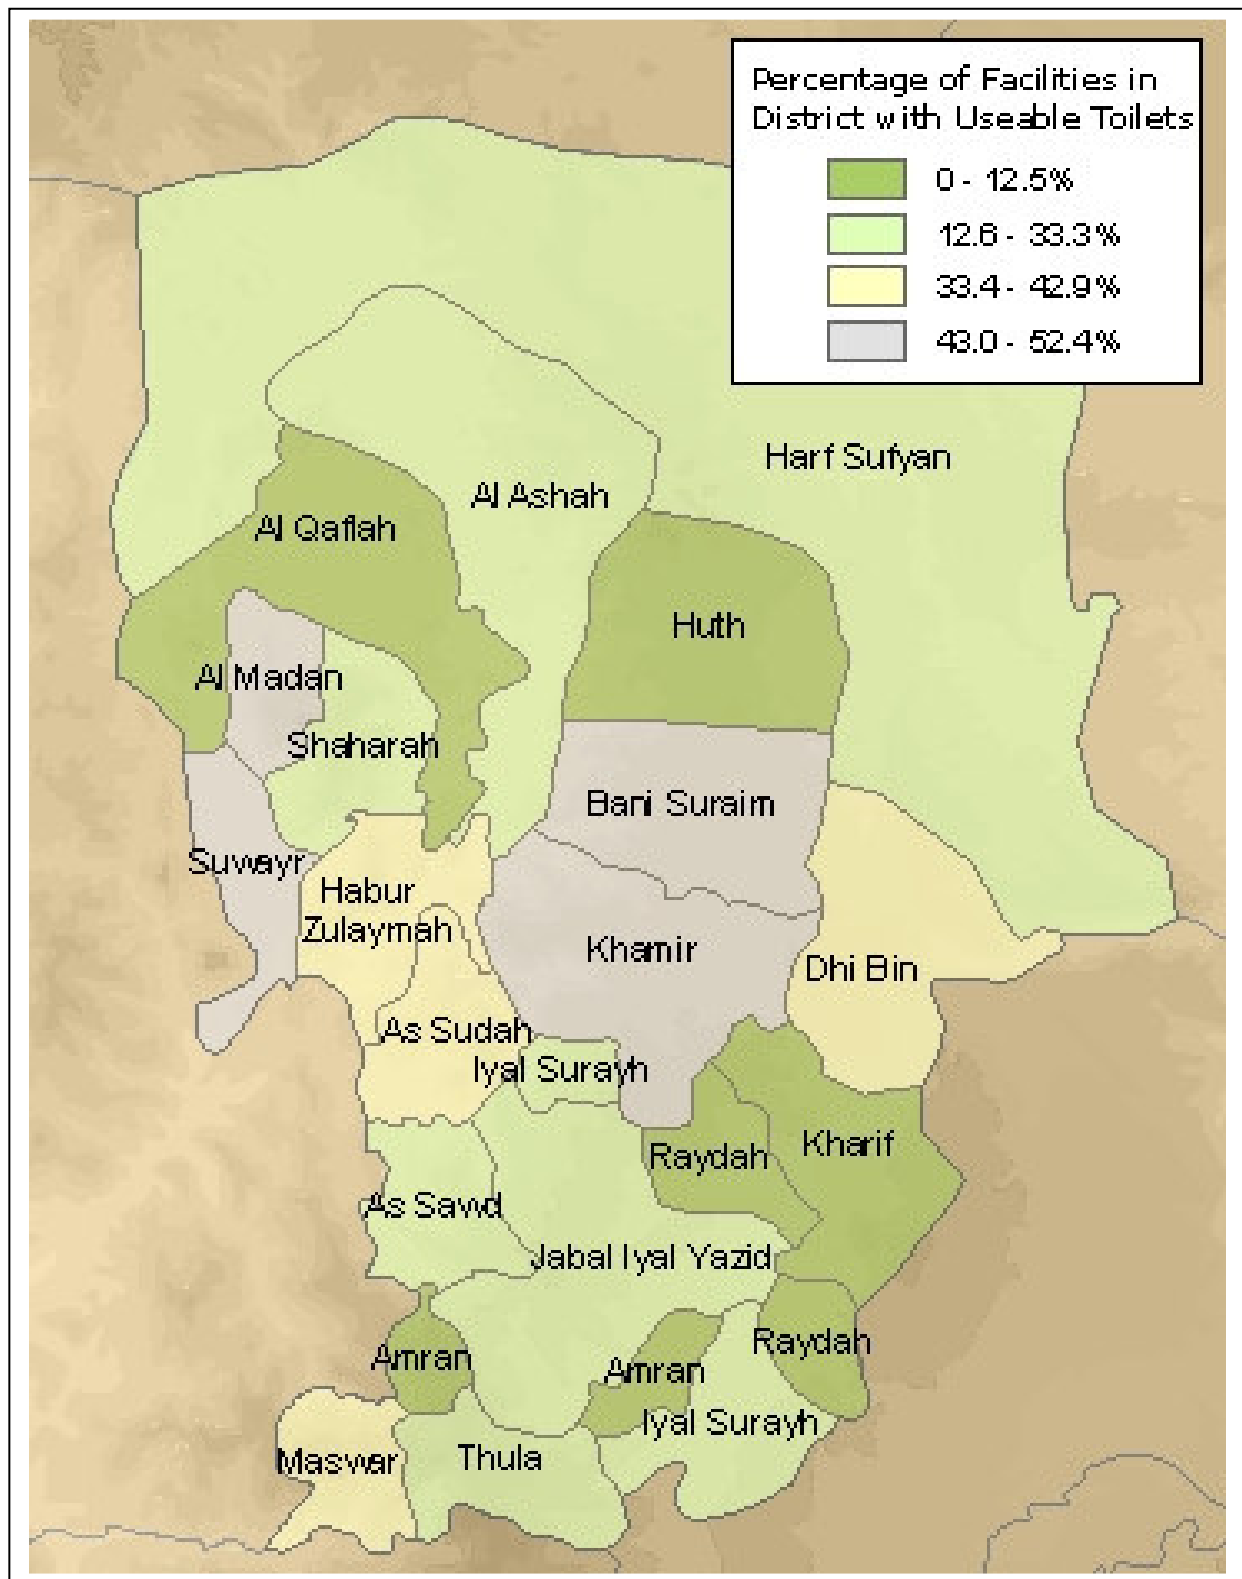 Percentage of Facilities in
District with Useable Toilets
0 - 12.5%
12.6 - 33.3%
33.4 - 42.9%
43.0 - 52.4%
Harf Sufyan
Al Ashah
Al Qaflah
Huth
Al Madan
Shaharah
Bani Suraim
Suwayr
Habur
Zulaymah
Khamir
Dhi Bin
As Sudah
Iyal Surayh
Raydah
Kharif
As Sawd
Jabal Iyal Yazid
Raydah
Amran
Amran
Iyal Surayh
Maswar
Thula